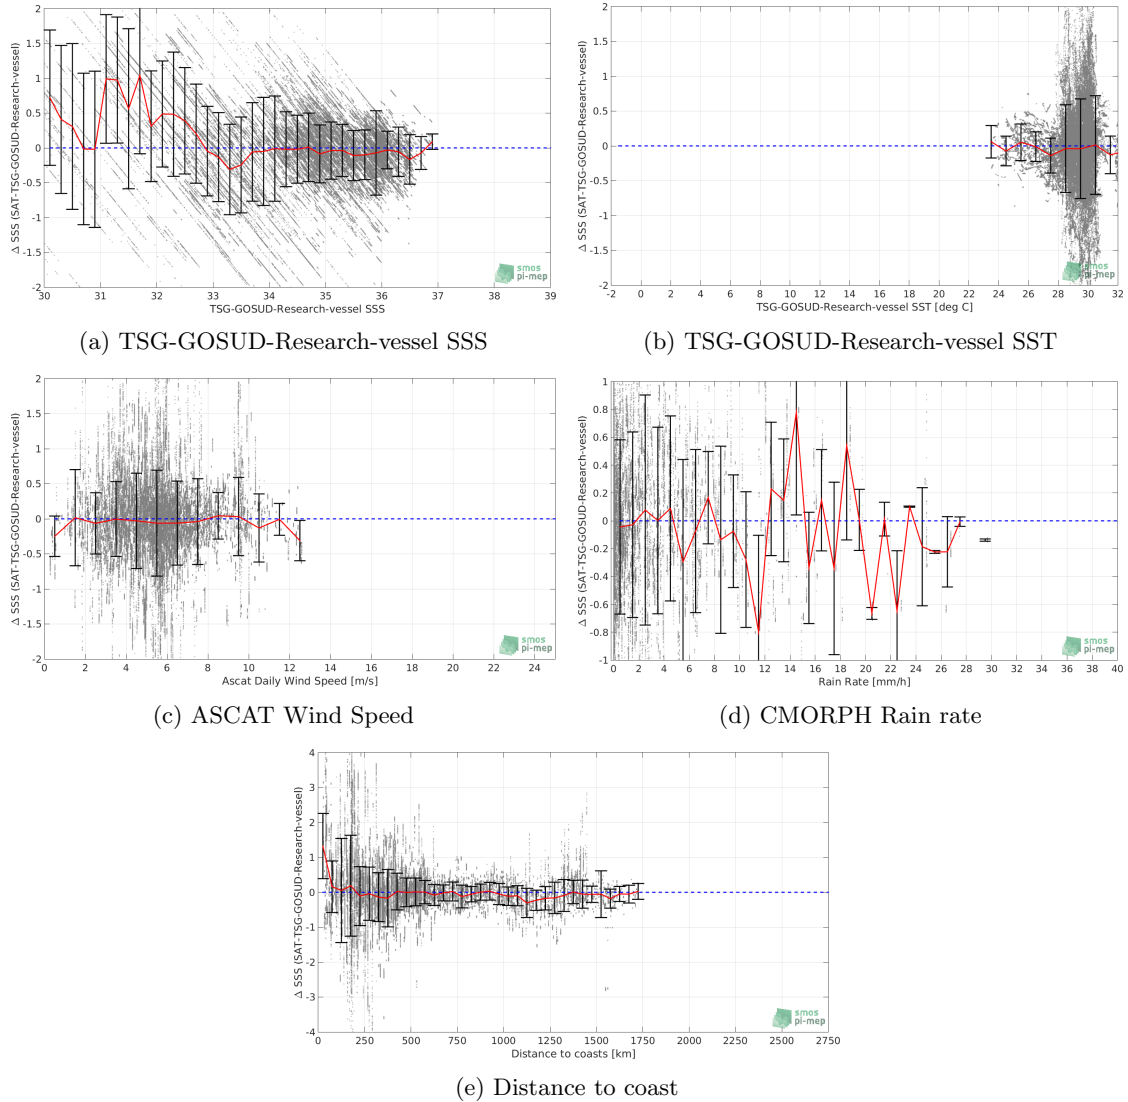 2
1.5
1
0.5
0
-0.5
-1
-1.5
-2
Δ SSS (SAT-TSG-GOSUD-Research-vessel)
30 31 32 33 34 35 36 37 38 39
TSG-GOSUD-Research-vessel SSS
smos
pi-mep
(a) TSG-GOSUD-Research-vessel SSS
2
1.5
1
0.5
0
-0.5
-1
-1.5
-2
Δ SSS (SAT-TSG-GOSUD-Research-vessel)
-2 0 2 4 6 8 10 12 14 16 18 20 22 24 26 28 30 32
TSG-GOSUD-Research-vessel SST [deg C]
smos
pi-mep
(b) TSG-GOSUD-Research-vessel SST
2
1.5
1
0.5
0
-0.5
-1
-1.5
-2
Δ SSS (SAT-TSG-GOSUD-Research-vessel)
0 2 4 6 8 10 12 14 16 18 20 22 24
Ascat Daily Wind Speed [m/s]
smos
pi-mep
(c) ASCAT Wind Speed
1
0.8
0.6
0.4
0.2
0
-0.2
-0.4
-0.6
-0.8
-1
Δ SSS (SAT-TSG-GOSUD-Research-vessel)
0 2 4 6 8 10 12 14 16 18 20 22 24 26 28 30 32 34 36 38 40
Rain Rate [mm/h]
smos
pi-mep
(d) CMORPH Rain rate
4
3
2
1
0
-1
-2
-3
-4
Δ SSS (SAT-TSG-GOSUD-Research-vessel)
0 250 500 750 1000 1250 1500 1750 2000 2250 2500 2750
Distance to coasts [km]
smos
pi-mep
(e) Distance to coast